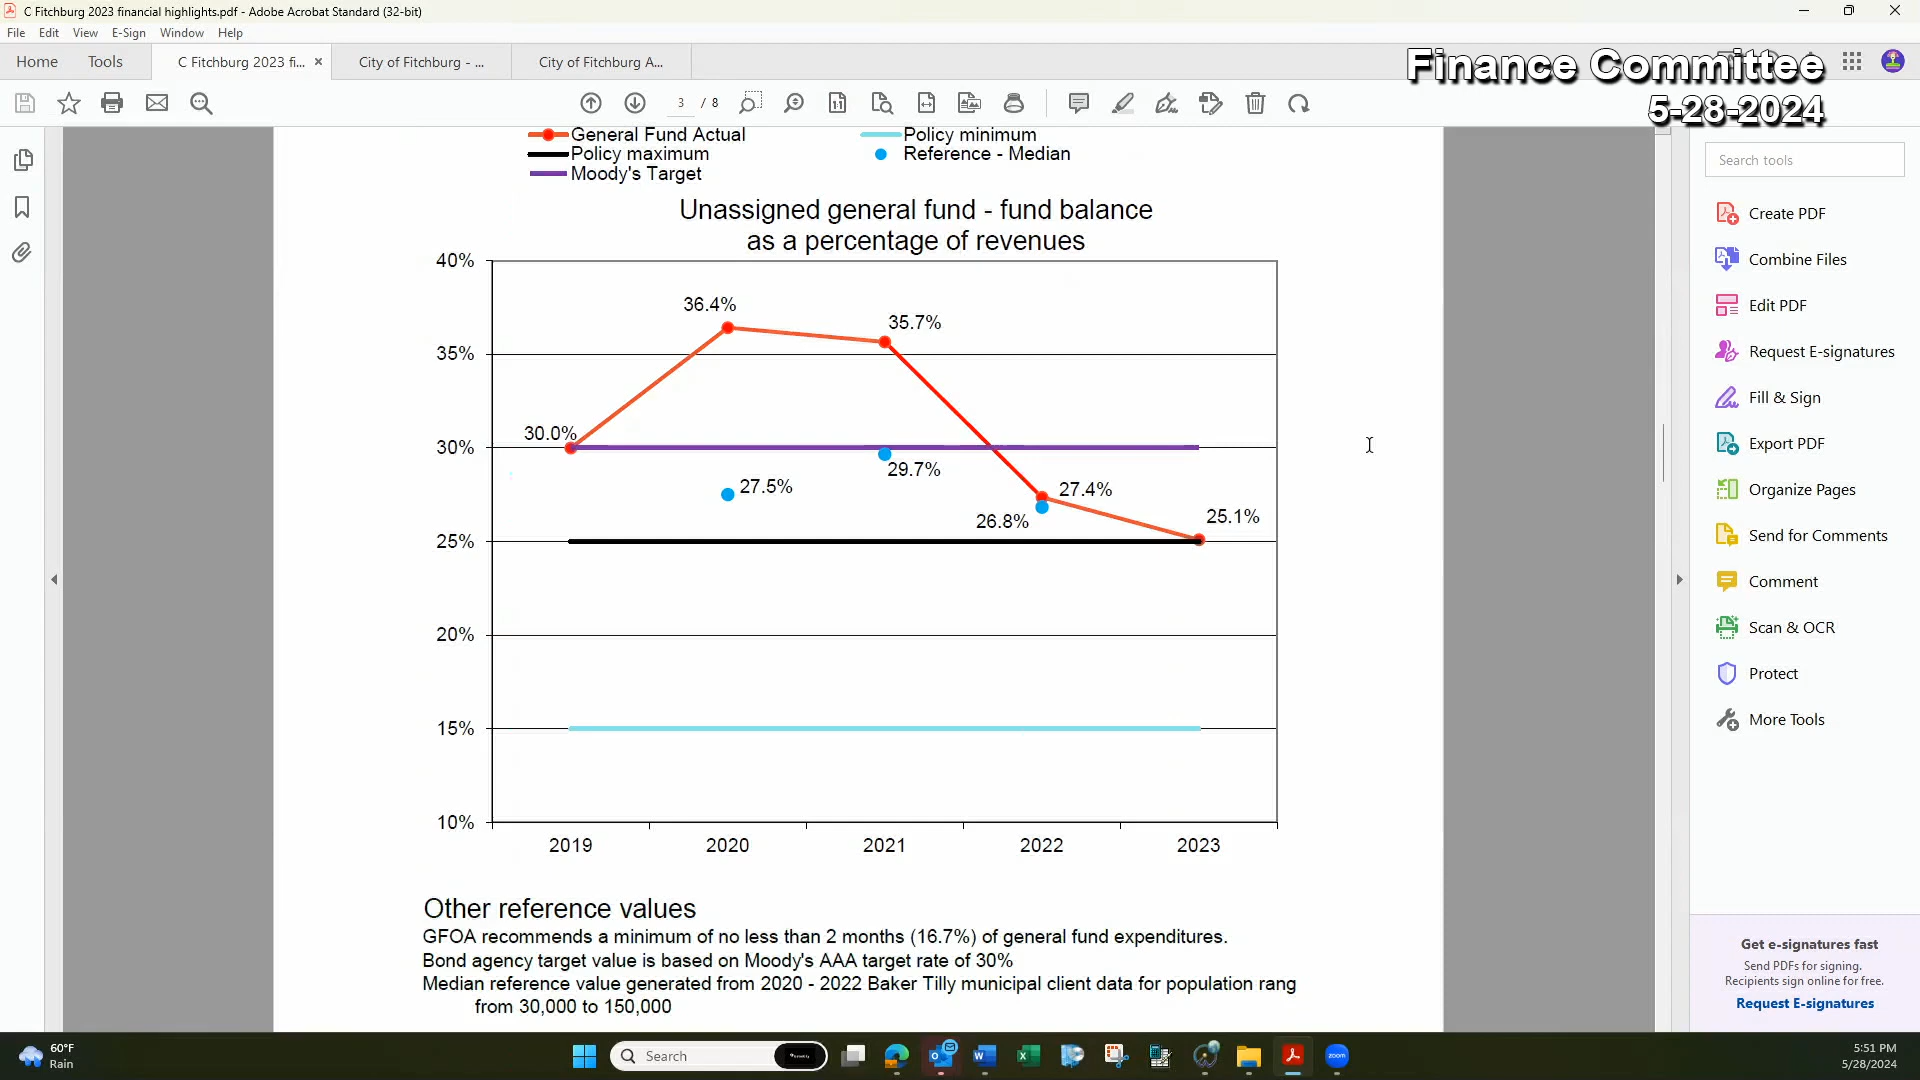 C Fitchburg 2023 financial highlights.pdf - Adobe Acrobat Standard (32-bit)
File Edit View E-Sign Window Help
Home Tools C Fitchburg 2023 fi... × City of Fitchburg - ... City of Fitchburg A...
Finance Committee
5-28-2024
3 / 8
General Fund Actual Policy minimum
Policy maximum Reference - Median
Moody's Target
Unassigned general fund - fund balance
as a percentage of revenues
40%
36.4%
35.7%
35%
30.0%
30%
29.7%
27.5%
27.4%
26.8%
25.1%
25%
20%
15%
10%
2019 2020 2021 2022 2023
Other reference values
GFOA recommends a minimum of no less than 2 months (16.7%) of general fund expenditures.
Bond agency target value is based on Moody's AAA target rate of 30%
Median reference value generated from 2020 - 2022 Baker Tilly municipal client data for population rang
from 30,000 to 150,000
Search tools
Create PDF
Combine Files
Edit PDF
Request E-signatures
Fill & Sign
Export PDF
Organize Pages
Send for Comments
Comment
Scan & OCR
Protect
More Tools
Get e-signatures fast
Send PDFs for signing.
Recipients sign online for free.
Request E-signatures
60°F
Rain
Search
zoom
5:51 PM
5/28/2024